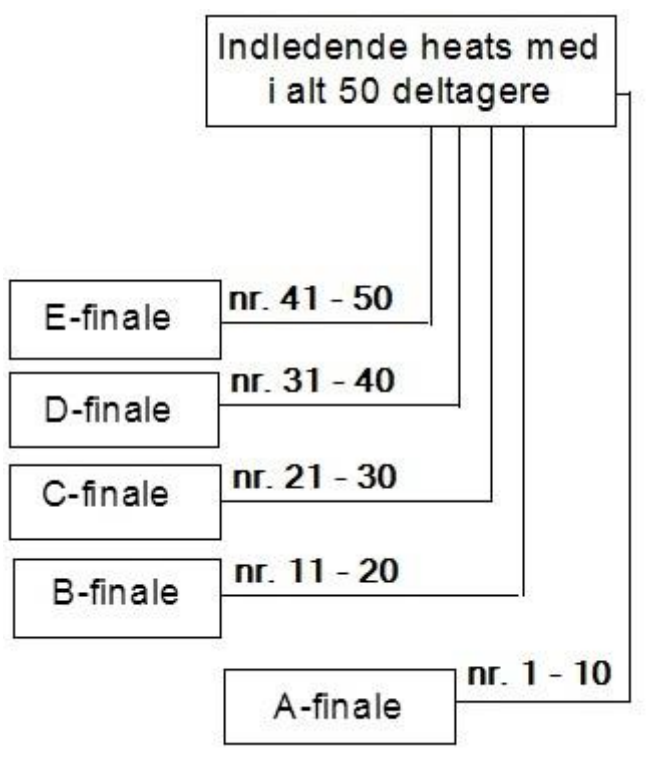 Indledende heats med
i alt 50 deltagere
nr. 41 - 50
E-finale
nr. 31 - 40
D-finale
nr. 21 - 30
C-finale
nr. 11 - 20
B-finale
nr. 1 - 10
A-finale